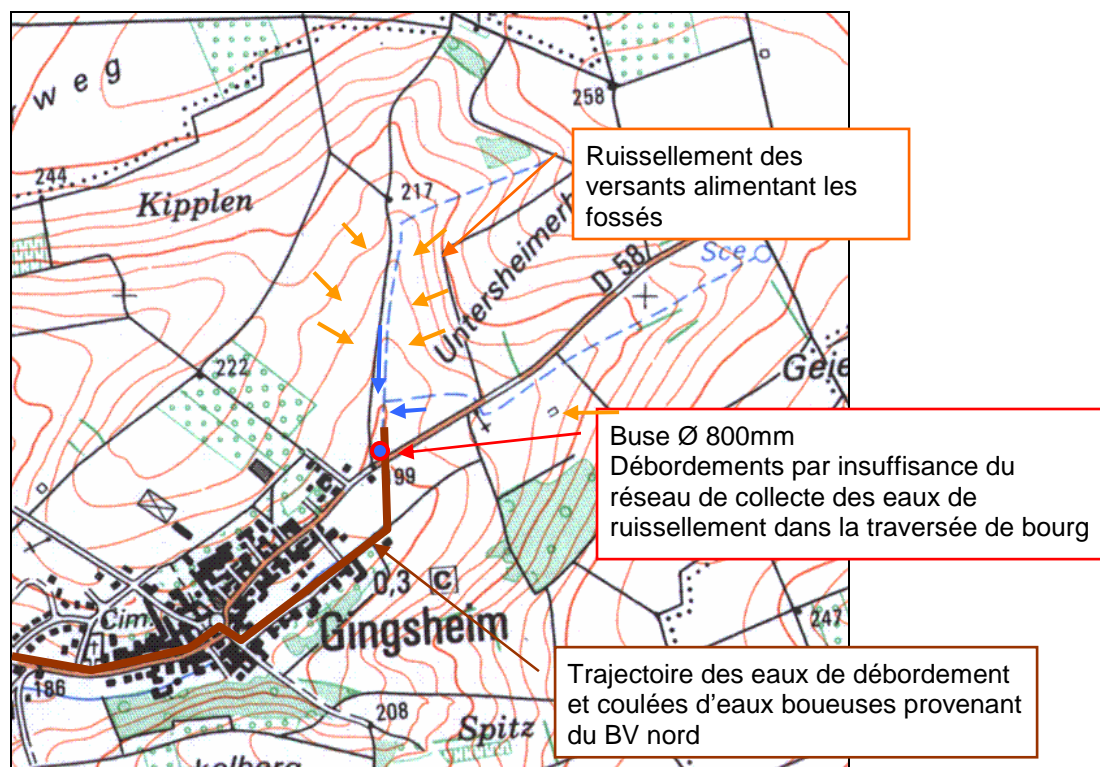 w e g
258
Ruissellement des
versants alimentant les
fossés
244
Kipplen
217
D 58
Sce
222
Buse Ø 800mm
Débordements par insuffisance du
réseau de collecte des eaux de
ruissellement dans la traversée de bourg
99
0,3 C
Cim.
Gingsheim
247
186
Trajectoire des eaux de débordement
et coulées d'eaux boueuses provenant
du BV nord
208
Spitz